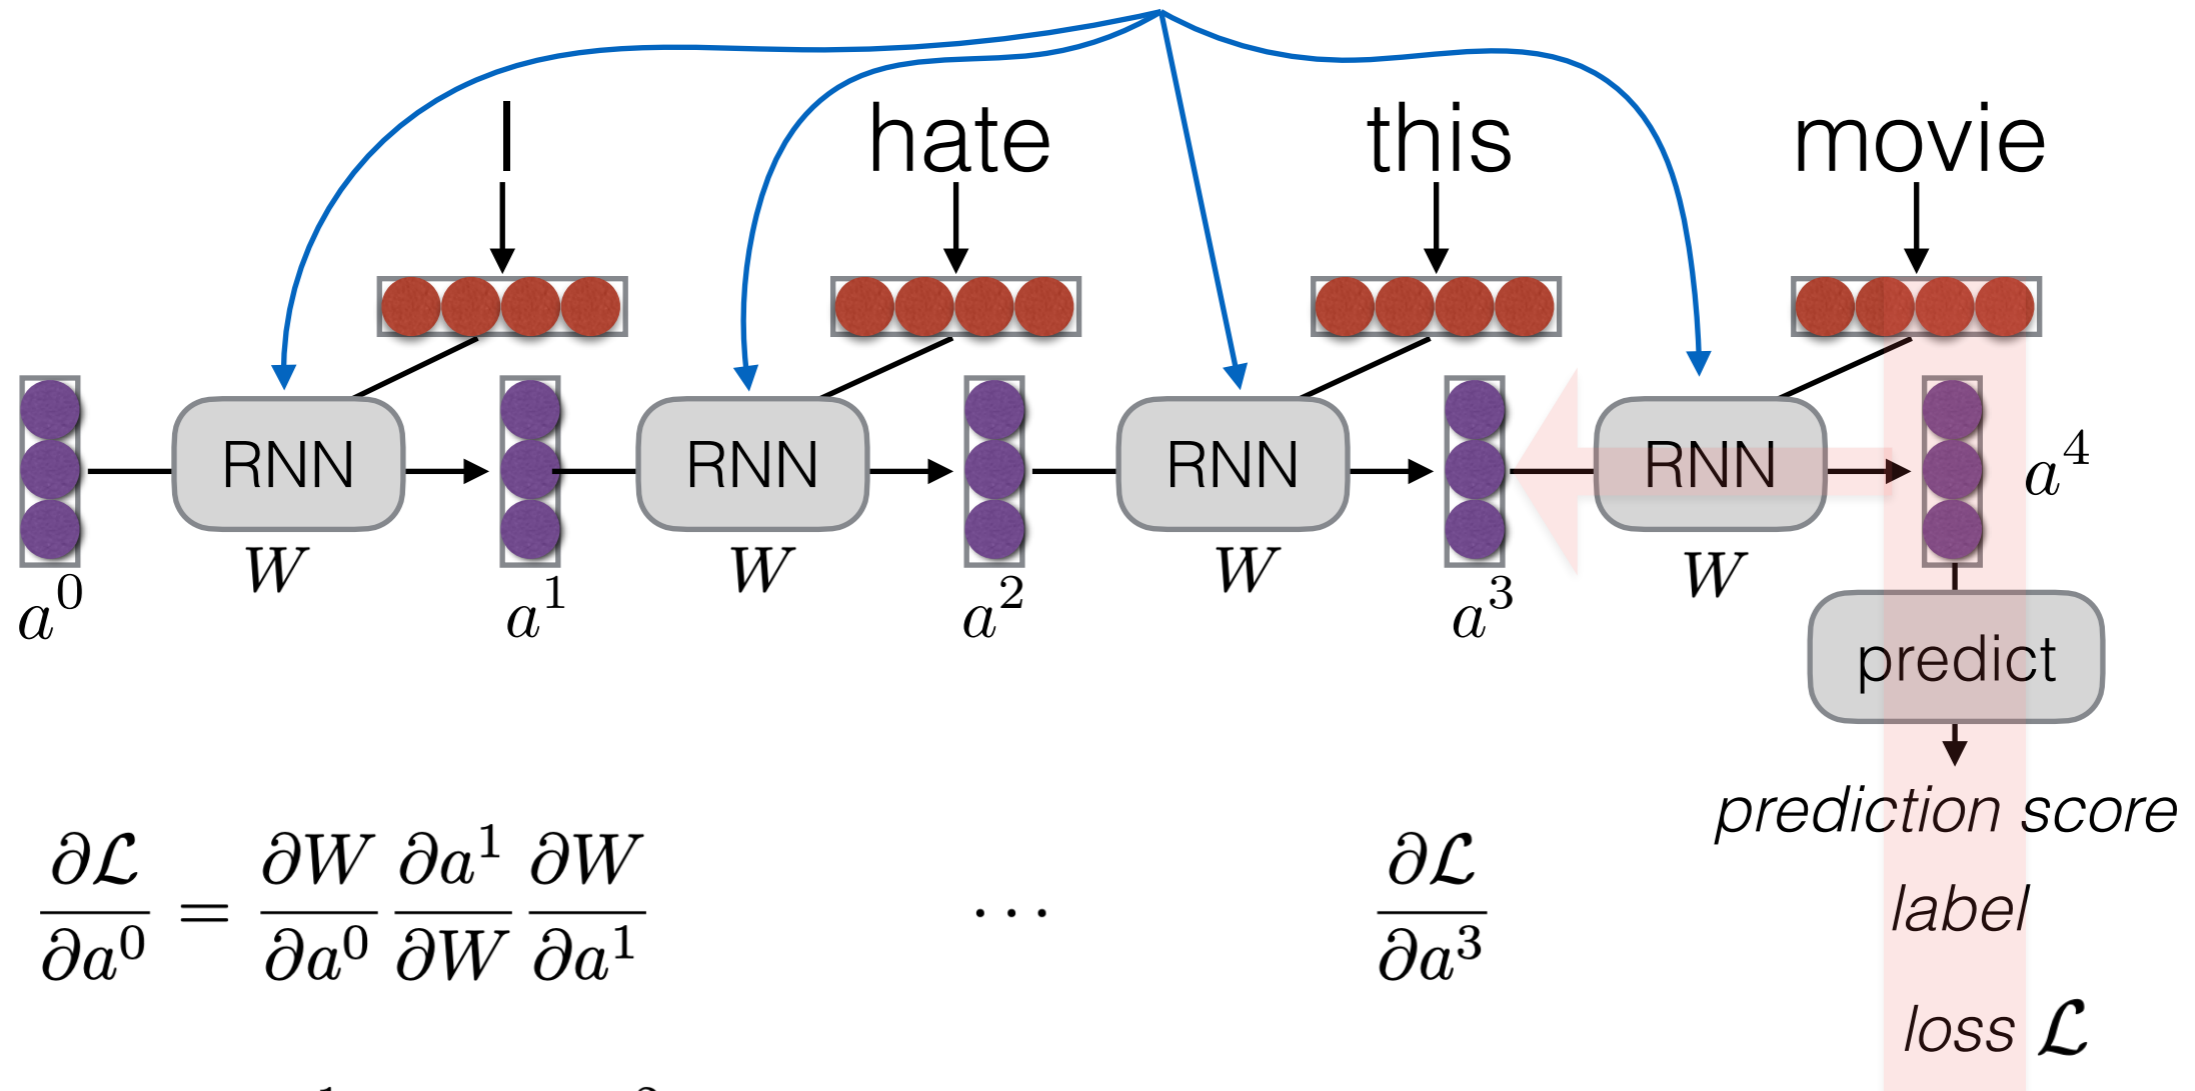 I hate this movie
RNN RNN RNN RNN
a^4
W W W W
a^0 a^1 a^2 a^3
predict
prediction score
∂ℒ/∂a^0 = ∂W/∂a^0 ∂a^1/∂W ∂W/∂a^1 ⋯ ∂ℒ/∂a^3
label
loss ℒ